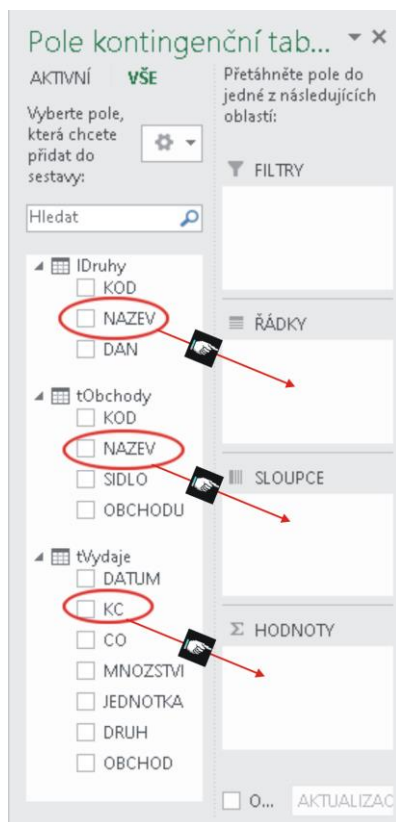 Pole kontingenční tab...
AKTIVNÍ VŠE
Vyberte pole,
která chcete
přidat do
sestavy:
Hledat
lDruhy
KOD
NAZEV
DAN
tObchody
KOD
NAZEV
SIDLO
OBCHODU
tVydaje
DATUM
KC
CO
MNOZSTVI
JEDNOTKA
DRUH
OBCHOD
Přetáhněte pole do
jedné z následujících
oblastí:
FILTRY
ŘÁDKY
SLOUPCE
Σ HODNOTY
O... AKTUALIZAC